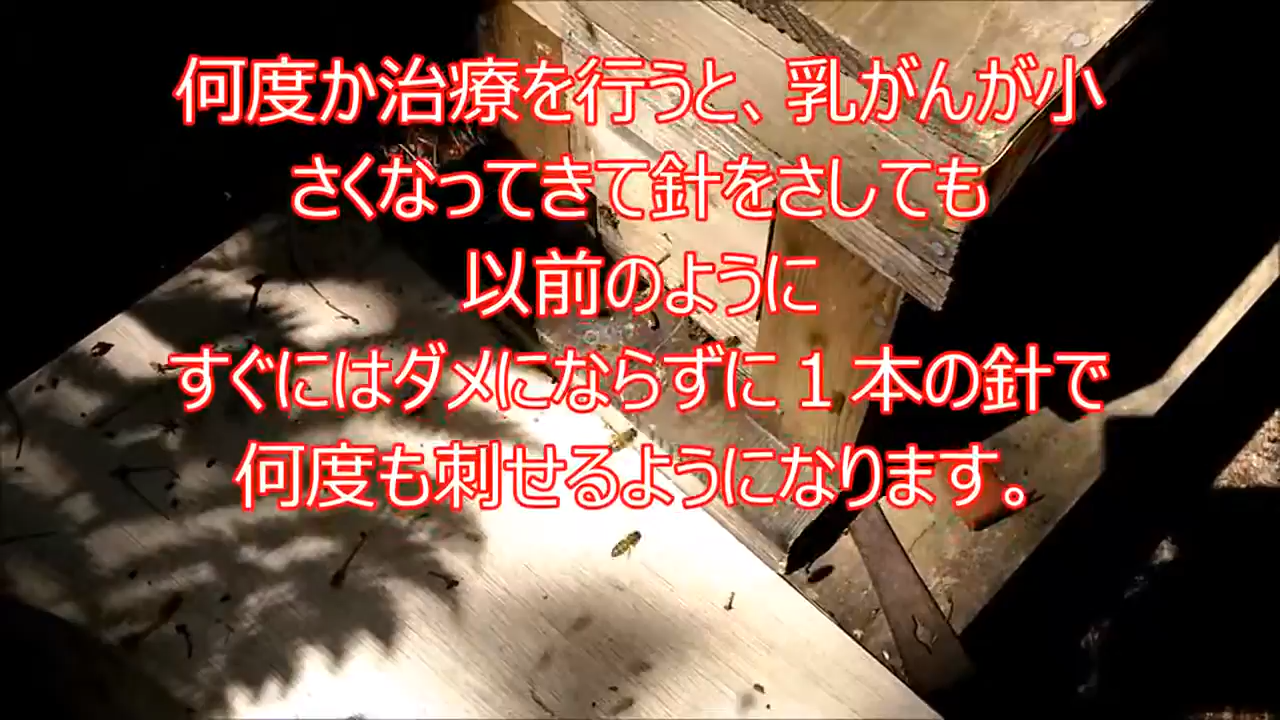 何度か治療を行うと、乳がんが小
さくなってきて針をさしても
以前のように
すぐにはダメにならずに１本の針で
何度も刺せるようになります。